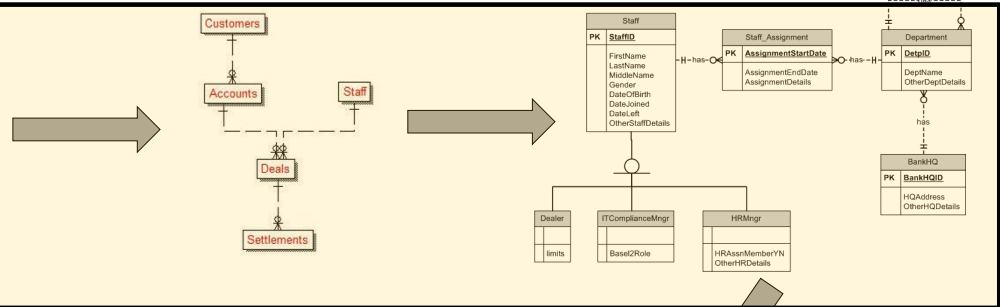 Customers
Accounts
Staff
Deals
Settlements
Staff
PK StaffID
FirstName
LastName
MiddleName
Gender
DateOfBirth
DateJoined
DateLeft
OtherStaffDetails
has
Staff_Assignment
PK AssignmentStartDate
AssignmentEndDate
AssignmentDetails
has
Department
PK DetpID
DeptName
OtherDeptDetails
has
BankHQ
PK BankHQID
HQAddress
OtherHQDetails
Dealer
limits
ITComplianceMngr
Basel2Role
HRMngr
HRAssnMemberYN
OtherHRDetails